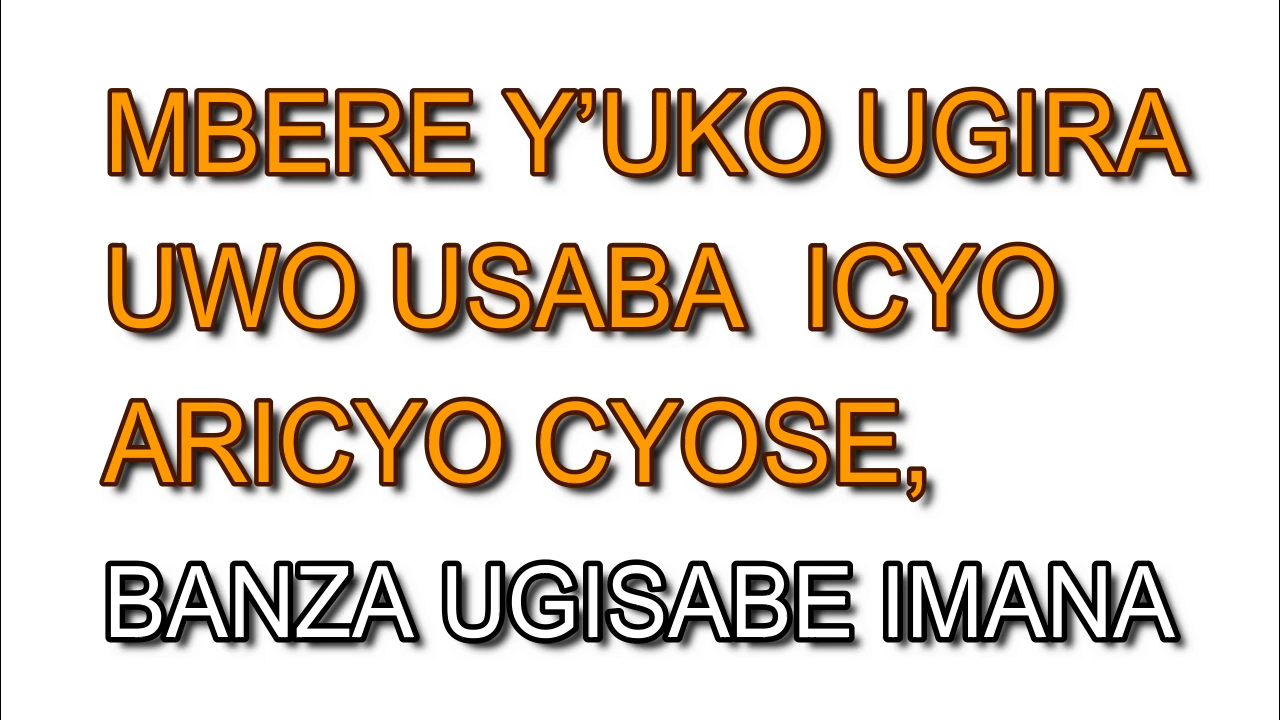 MBERE Y’UKO UGIRA
UWO USABA ICYO
ARICYO CYOSE,
BANZA UGISABE IMANA